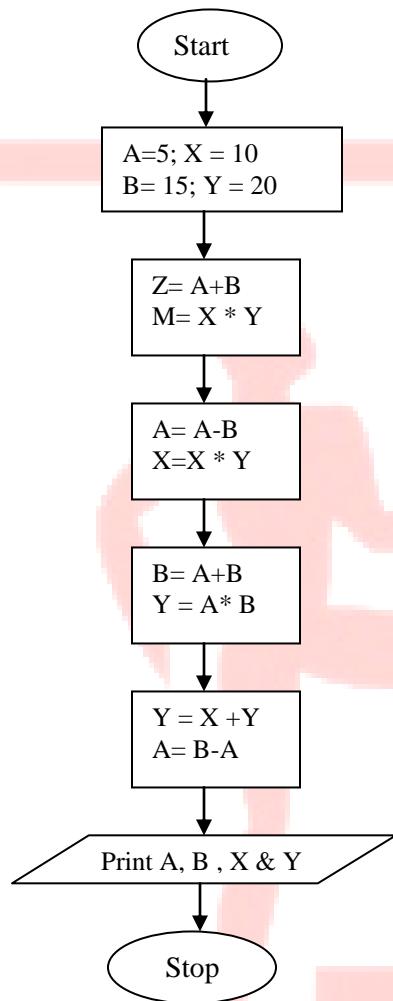 Start
A=5; X = 10
B= 15; Y = 20
Z= A+B
M= X * Y
A= A-B
X=X * Y
B= A+B
Y = A* B
Y = X +Y
A= B-A
Print A, B , X & Y
Stop